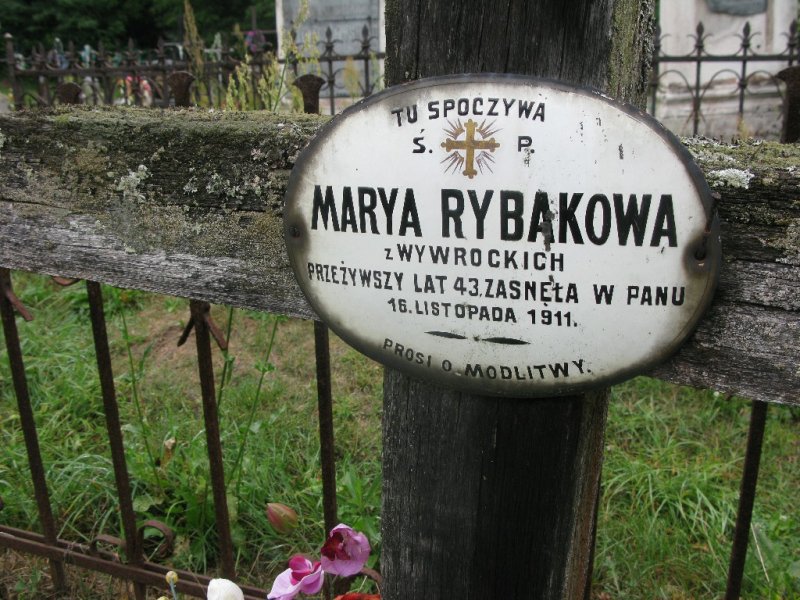 TU SPOCZYWA
Ś. P.
MARYA RYBAKOWA
z WYWROCKICH
PRZEŻYWSZY LAT 43. ZASNĘŁA W PANU
16. LISTOPADA 1911.
PROSI O MODLITWY.